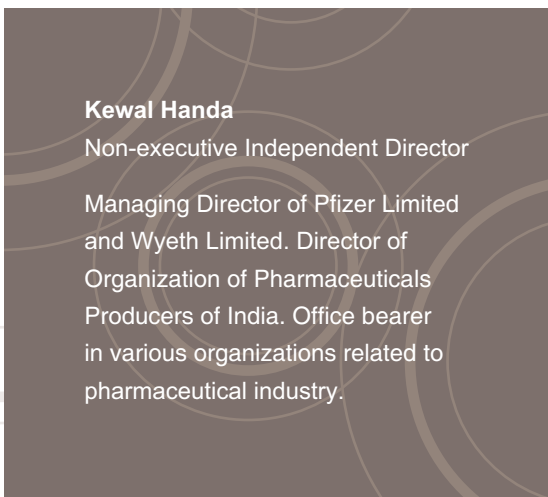 Kewal Handa
Non-executive Independent Director
Managing Director of Pfizer Limited
and Wyeth Limited. Director of
Organization of Pharmaceuticals
Producers of India. Office bearer
in various organizations related to
pharmaceutical industry.